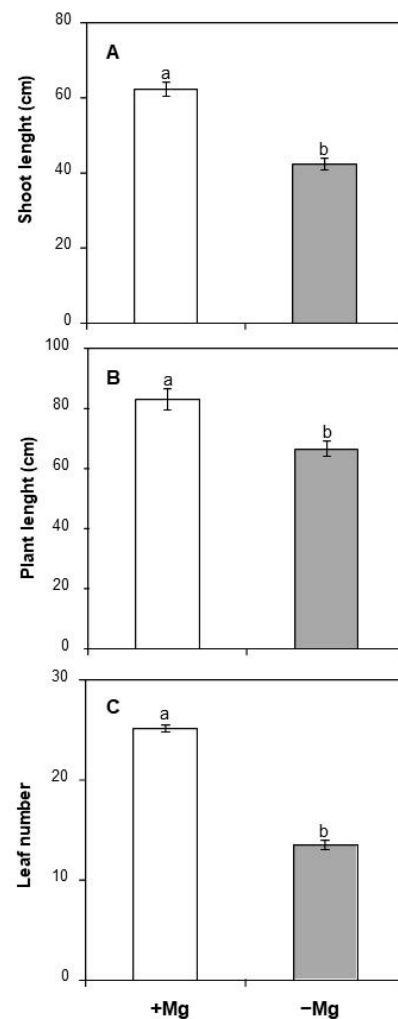 80
A
a
60
b
40
20
0
Shoot lenght (cm)
100
B
a
80
b
60
40
20
0
Plant lenght (cm)
30
C
a
20
b
10
0
Leaf number
+Mg
−Mg